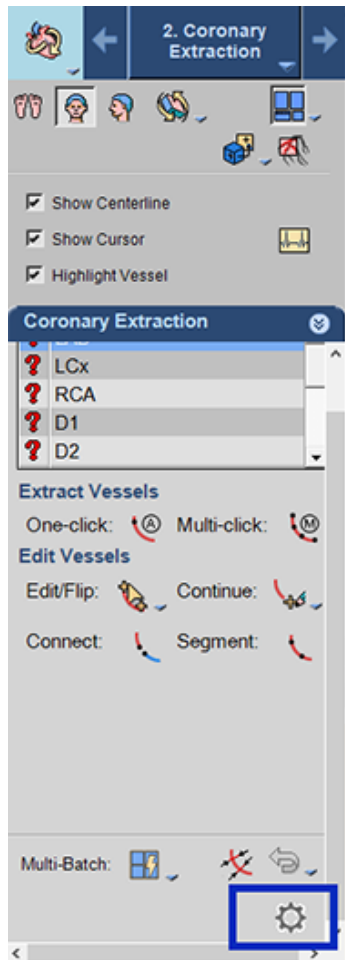 2. Coronary
Extraction
Show Centerline
Show Cursor
Highlight Vessel
Coronary Extraction
LCx
RCA
D1
D2
Extract Vessels
One-click: A Multi-click: M
Edit Vessels
Edit/Flip: Continue:
Connect: Segment:
Multi-Batch: